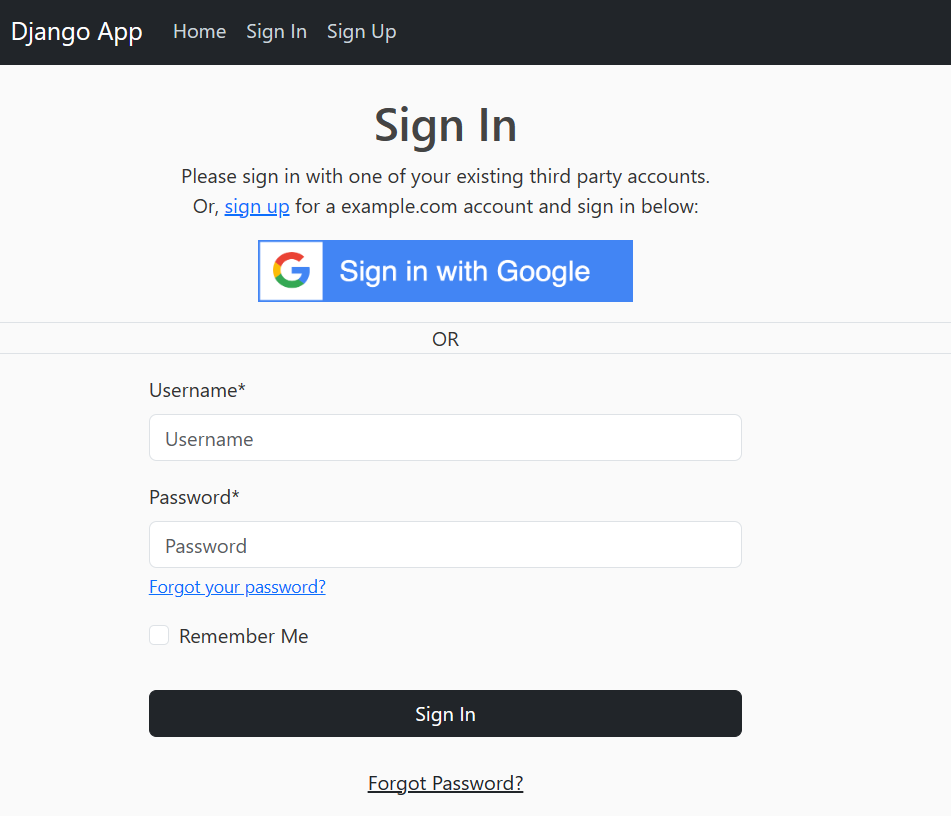 Django App Home Sign In Sign Up
Sign In
Please sign in with one of your existing third party accounts.
Or, sign up for a example.com account and sign in below:
Sign in with Google
OR
Username*
Username
Password*
Password
Forgot your password?
Remember Me
Sign In
Forgot Password?